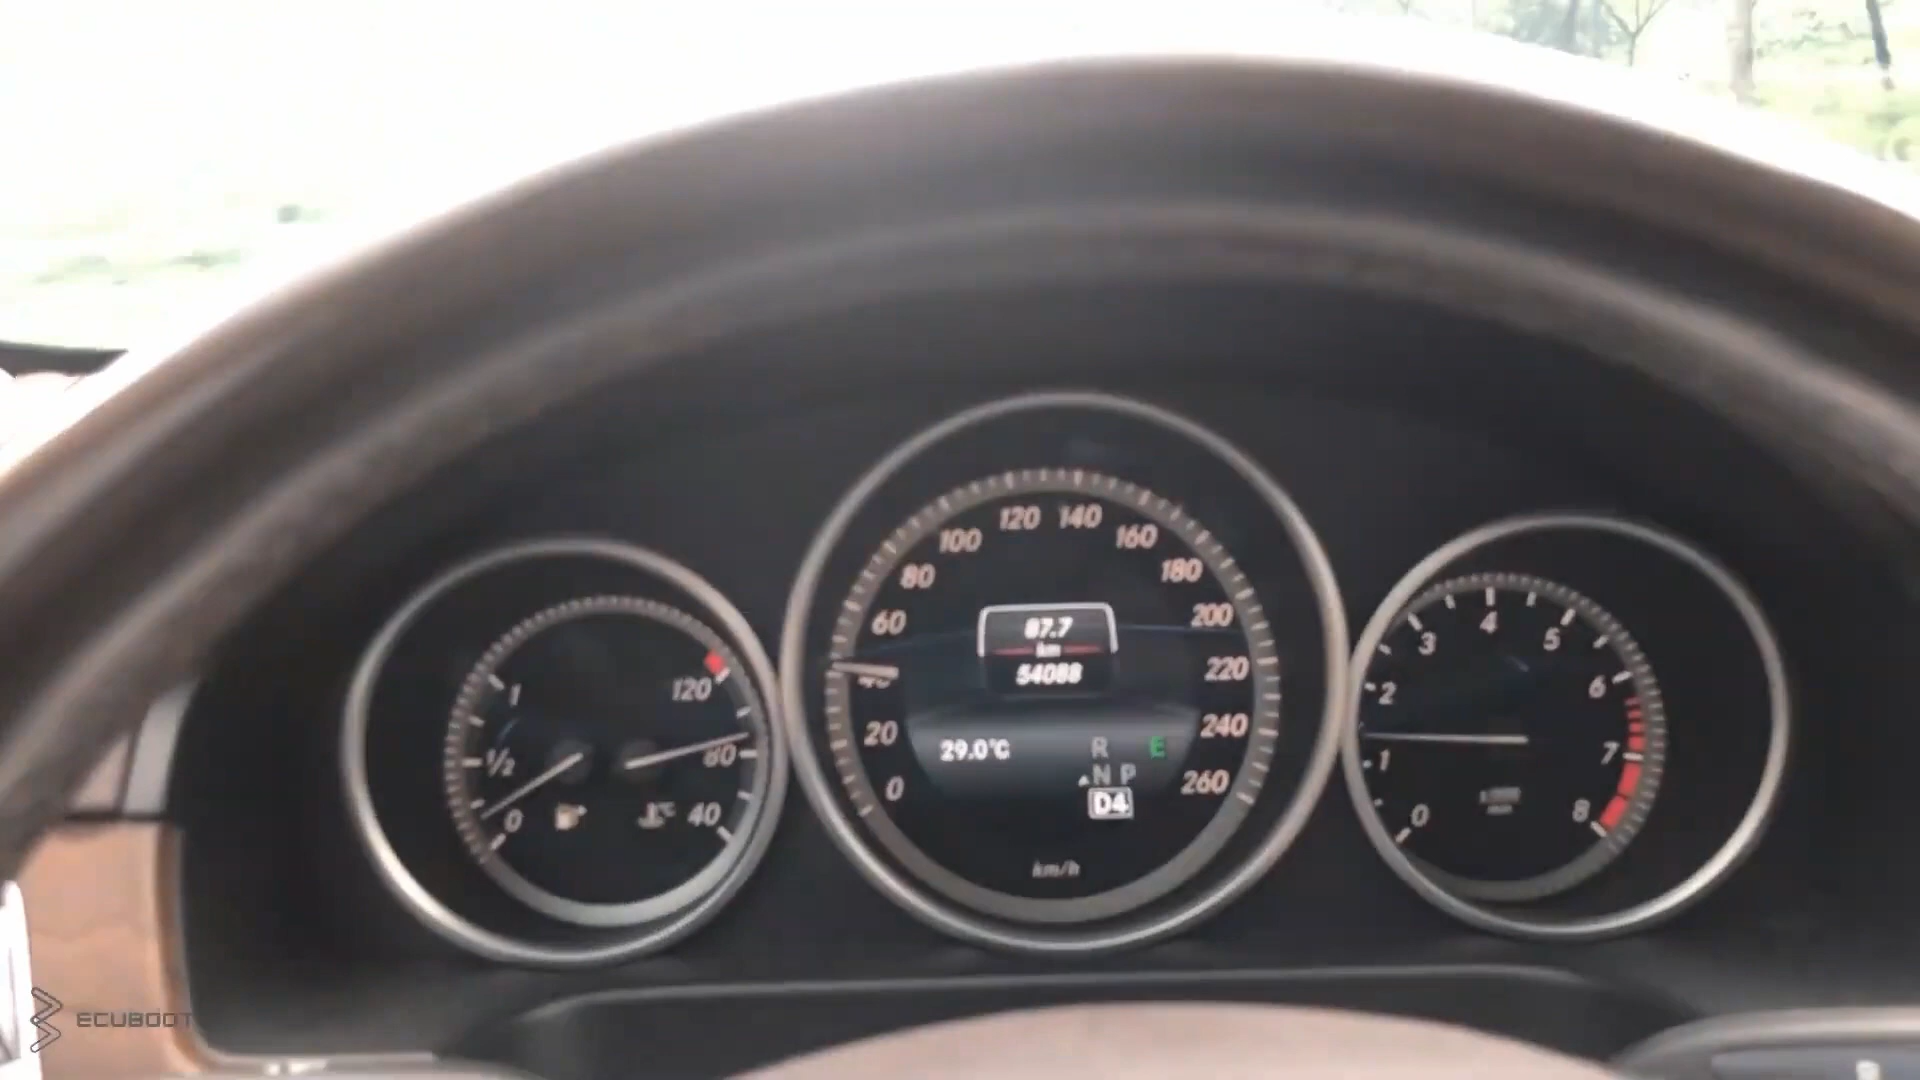 120 140
100 160
80 180
60 200
40 220
20 240
0 260
87.7
km
54088
29.0°C
R E
N P
D4
km/h
1
1/2
0
120
80
°C 40
4
3 5
2 6
1 7
0 8
ECUBOOT